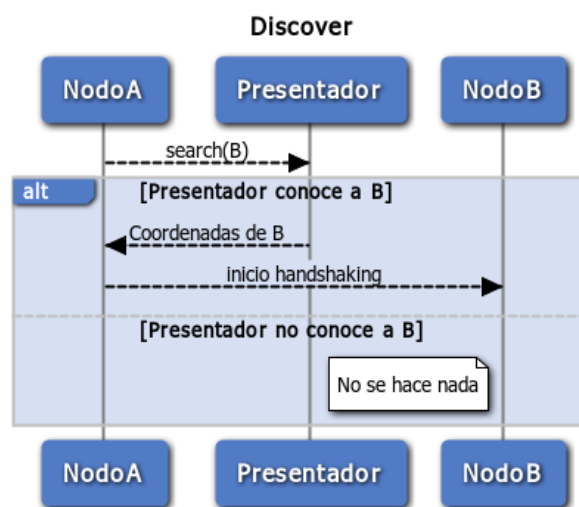 Discover
NodoA
Presentador
NodoB
search(B)
alt
[Presentador conoce a B]
Coordenadas de B
inicio handshaking
[Presentador no conoce a B]
No se hace nada
NodoA
Presentador
NodoB